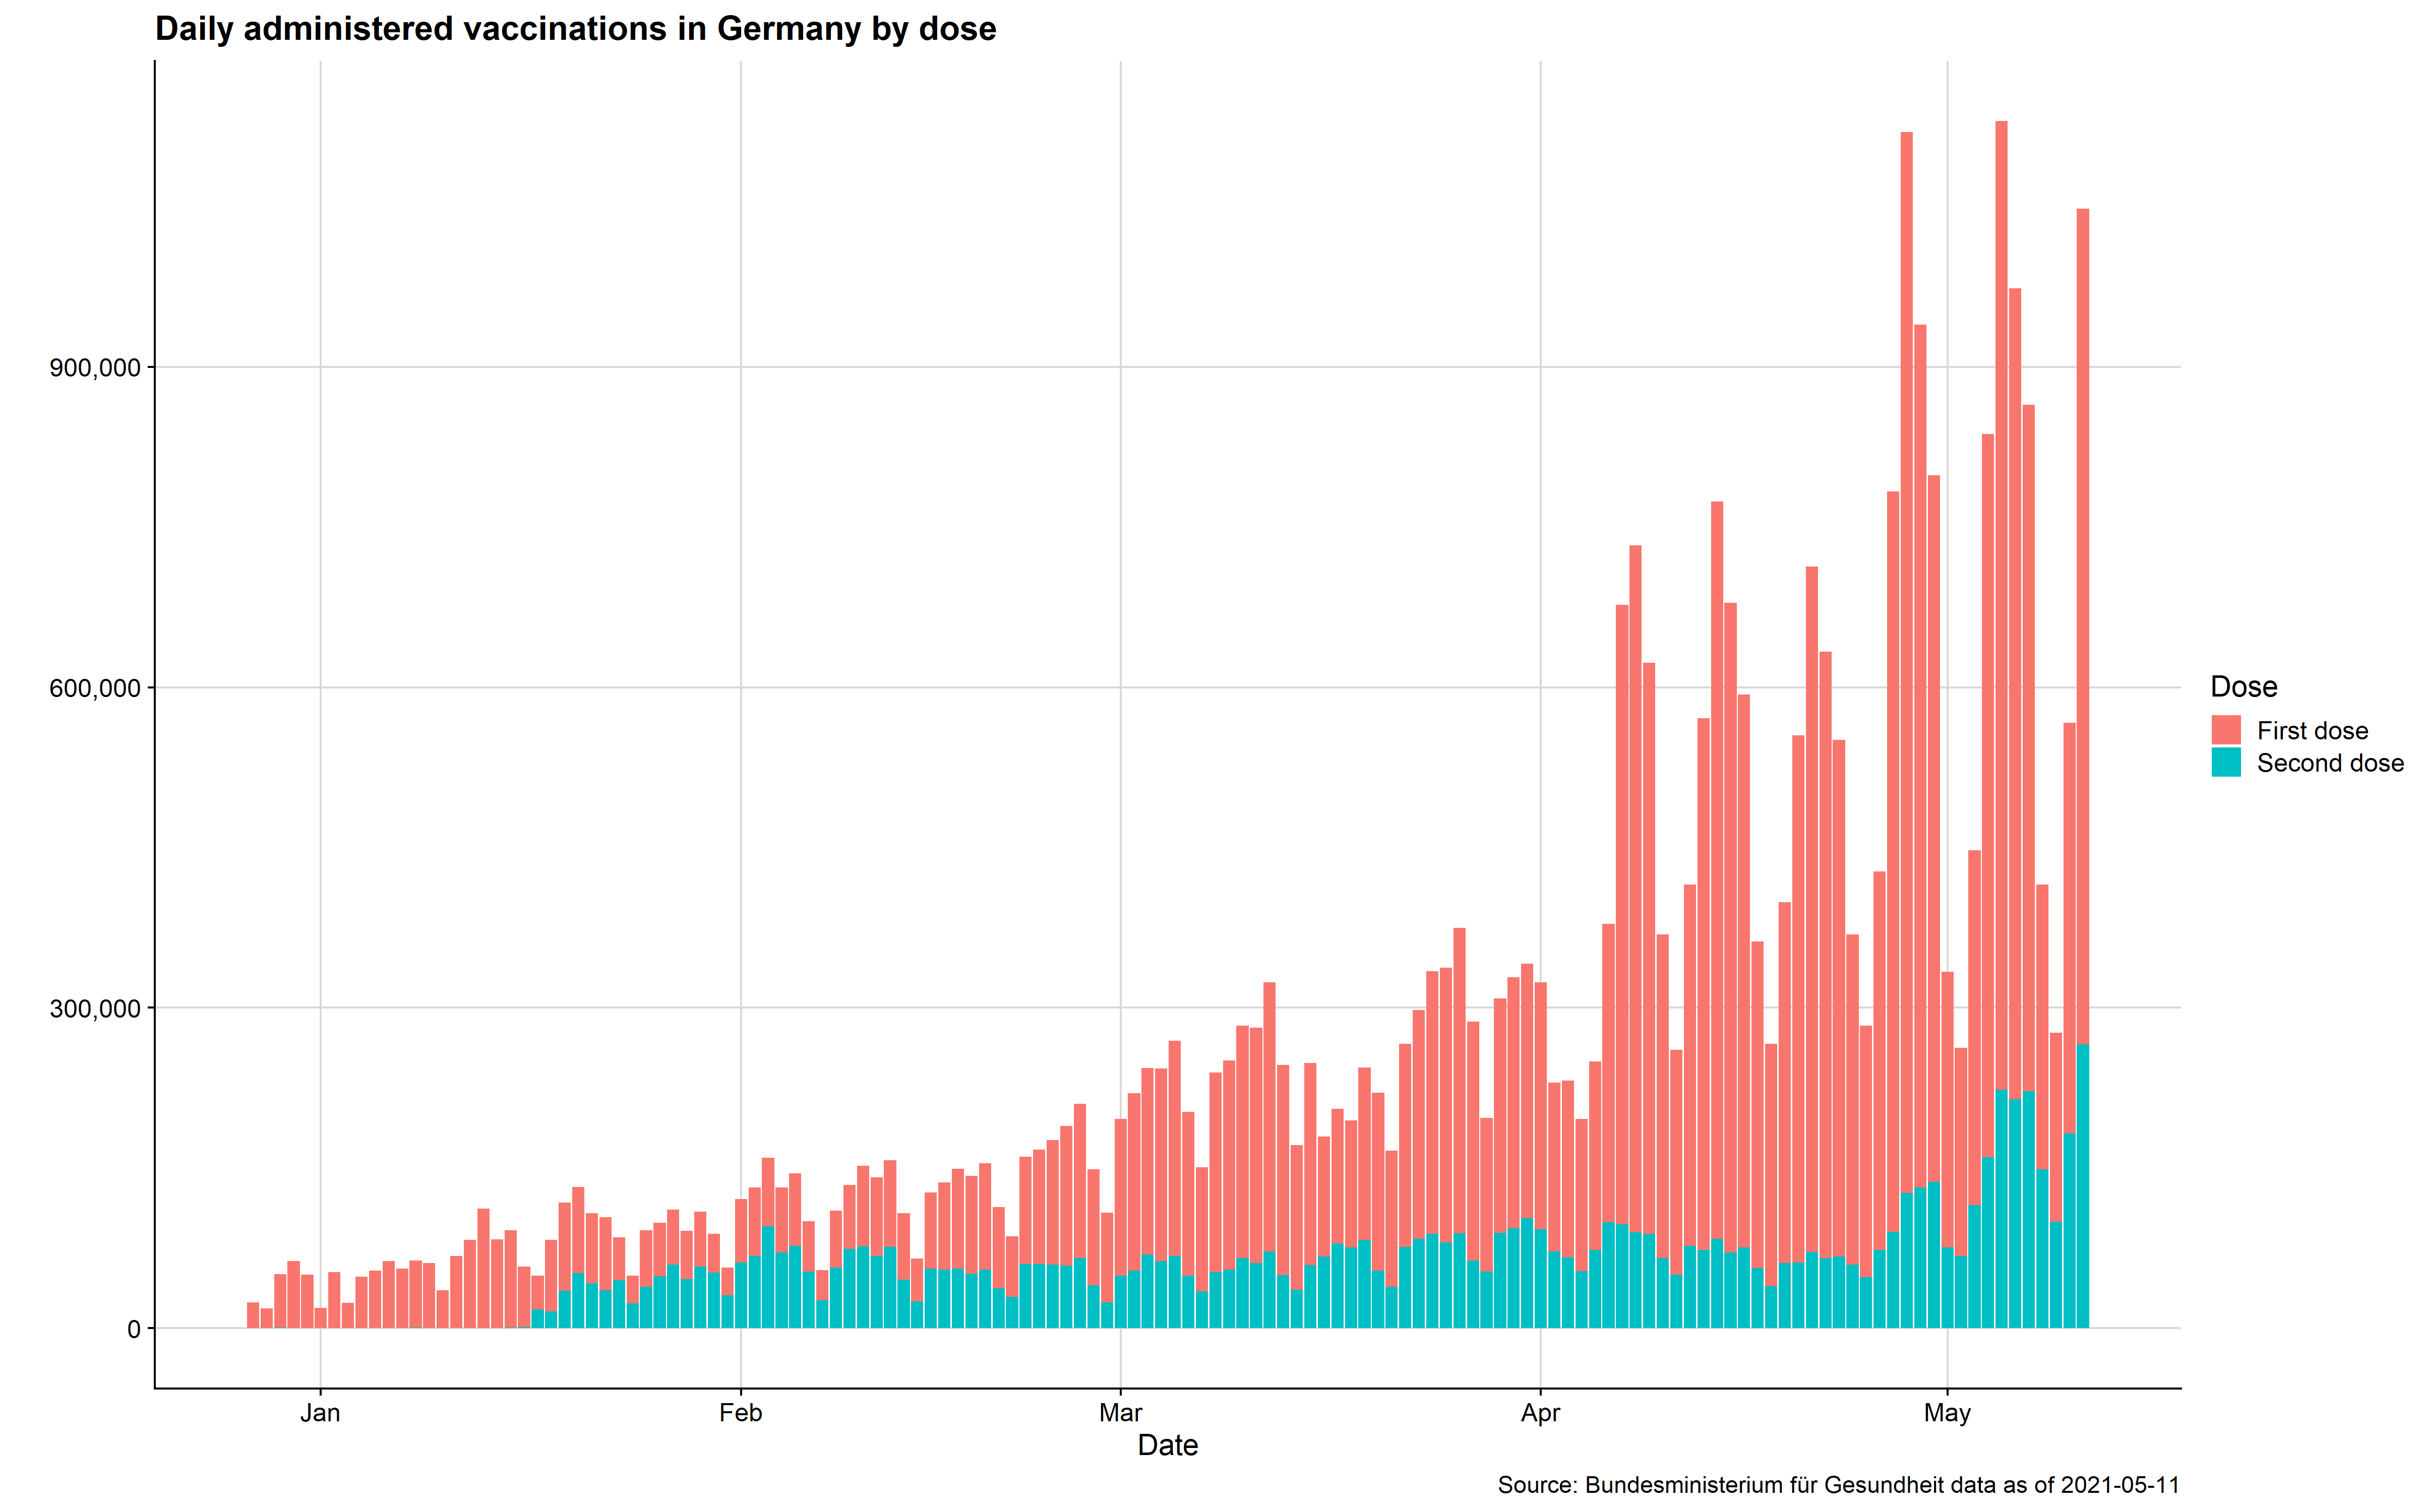 Daily administered vaccinations in Germany by dose
900,000
600,000
300,000
0
Jan Feb Mar Apr May
Date
Dose
First dose
Second dose
Source: Bundesministerium für Gesundheit data as of 2021-05-11